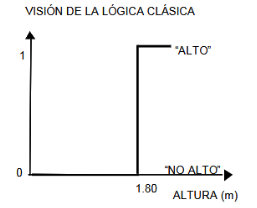 VISIÓN DE LA LÓGICA CLÁSICA
1
“ALTO”
0
“NO ALTO”
1.80
ALTURA (m)